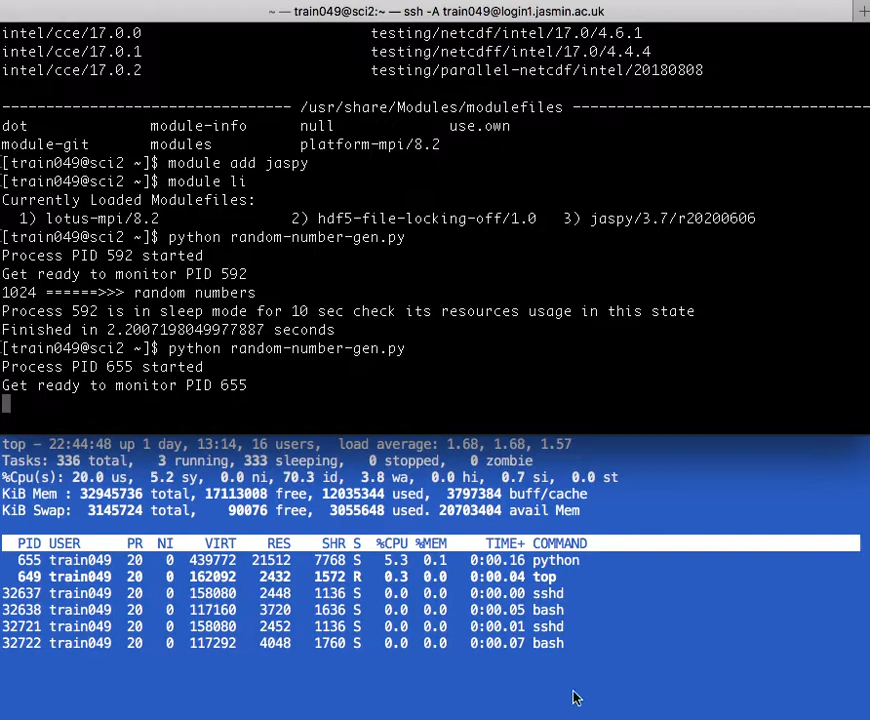 ~ — train049@sci2:~ — ssh -A train049@login1.jasmin.ac.uk
intel/cce/17.0.0 testing/netcdf/intel/17.0/4.6.1
intel/cce/17.0.1 testing/netcdff/intel/17.0/4.4.4
intel/cce/17.0.2 testing/parallel-netcdf/intel/20180808
--------------------------------- /usr/share/Modules/modulefiles ----------------------------------
dot module-info null use.own
module-git modules platform-mpi/8.2
[train049@sci2 ~]$ module add jaspy
[train049@sci2 ~]$ module li
Currently Loaded Modulefiles:
1) lotus-mpi/8.2 2) hdf5-file-locking-off/1.0 3) jaspy/3.7/r20200606
[train049@sci2 ~]$ python random-number-gen.py
Process PID 592 started
Get ready to monitor PID 592
1024 ======>>> random numbers
Process 592 is in sleep mode for 10 sec check its resources usage in this state
Finished in 2.2007198049977887 seconds
[train049@sci2 ~]$ python random-number-gen.py
Process PID 655 started
Get ready to monitor PID 655
top - 22:44:48 up 1 day, 13:14, 16 users, load average: 1.68, 1.68, 1.57
Tasks: 336 total, 3 running, 333 sleeping, 0 stopped, 0 zombie
%Cpu(s): 20.0 us, 5.2 sy, 0.0 ni, 70.3 id, 3.8 wa, 0.0 hi, 0.7 si, 0.0 st
KiB Mem : 32945736 total, 17113008 free, 12035344 used, 3797384 buff/cache
KiB Swap: 3145724 total, 90076 free, 3055648 used. 20703404 avail Mem
PID USER PR NI VIRT RES SHR S %CPU %MEM TIME+ COMMAND
655 train049 20 0 439772 21512 7768 S 5.3 0.1 0:00.16 python
649 train049 20 0 162092 2432 1572 R 0.3 0.0 0:00.04 top
32637 train049 20 0 158080 2448 1136 S 0.0 0.0 0:00.00 sshd
32638 train049 20 0 117160 3720 1636 S 0.0 0.0 0:00.05 bash
32721 train049 20 0 158080 2452 1136 S 0.0 0.0 0:00.01 sshd
32722 train049 20 0 117292 4048 1760 S 0.0 0.0 0:00.07 bash